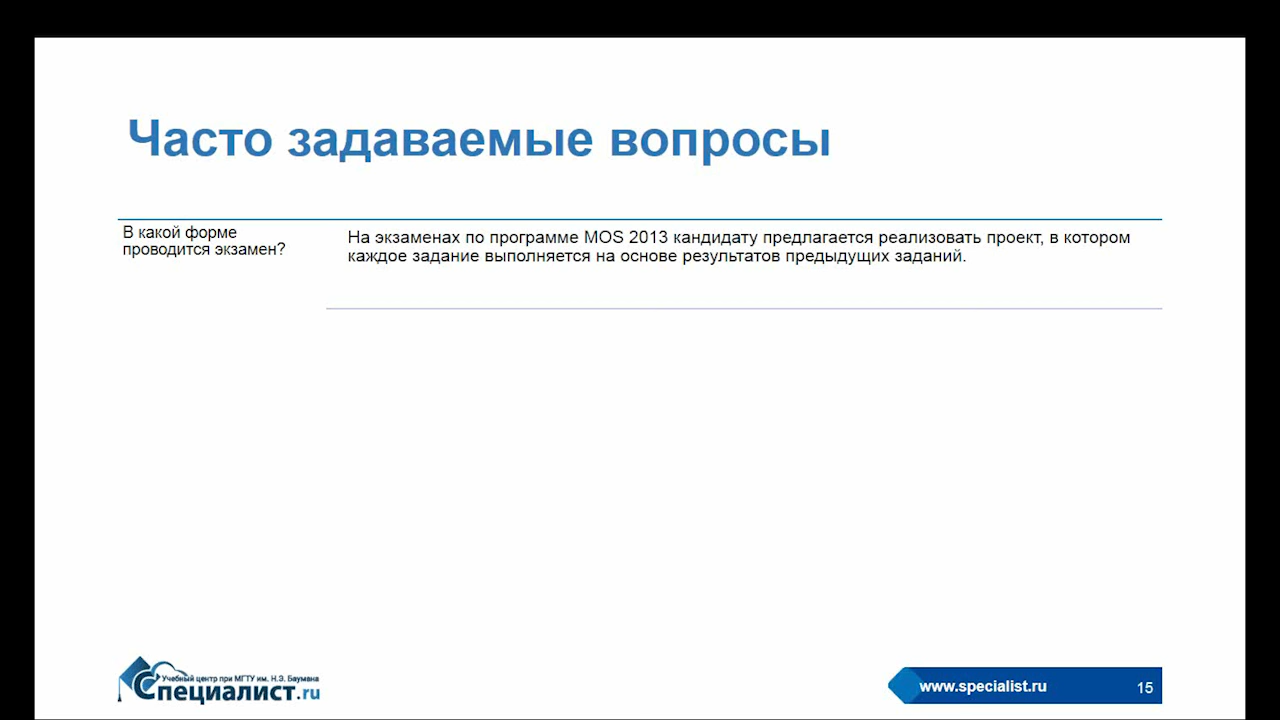 Часто задаваемые вопросы
В какой форме
проводится экзамен?
На экзаменах по программе MOS 2013 кандидату предлагается реализовать проект, в котором
каждое задание выполняется на основе результатов предыдущих заданий.
Учебный центр при МГТУ им. Н.Э. Баумана
Специалист.ru
www.specialist.ru
15